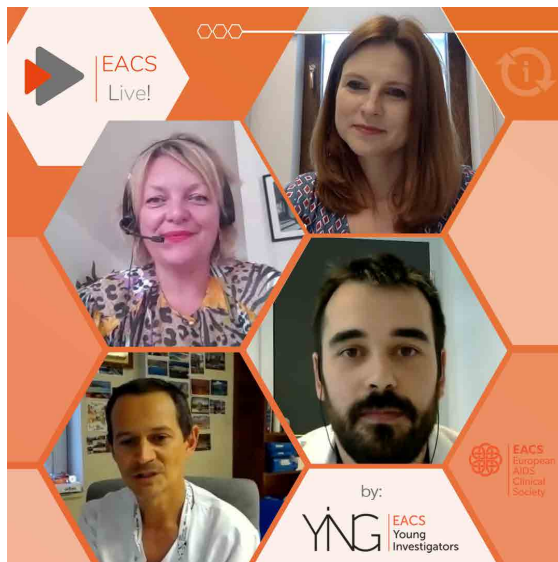 EACS
Live!
i
EACS
European
AIDS
Clinical
Society
by:
YING
EACS
Young
Investigators